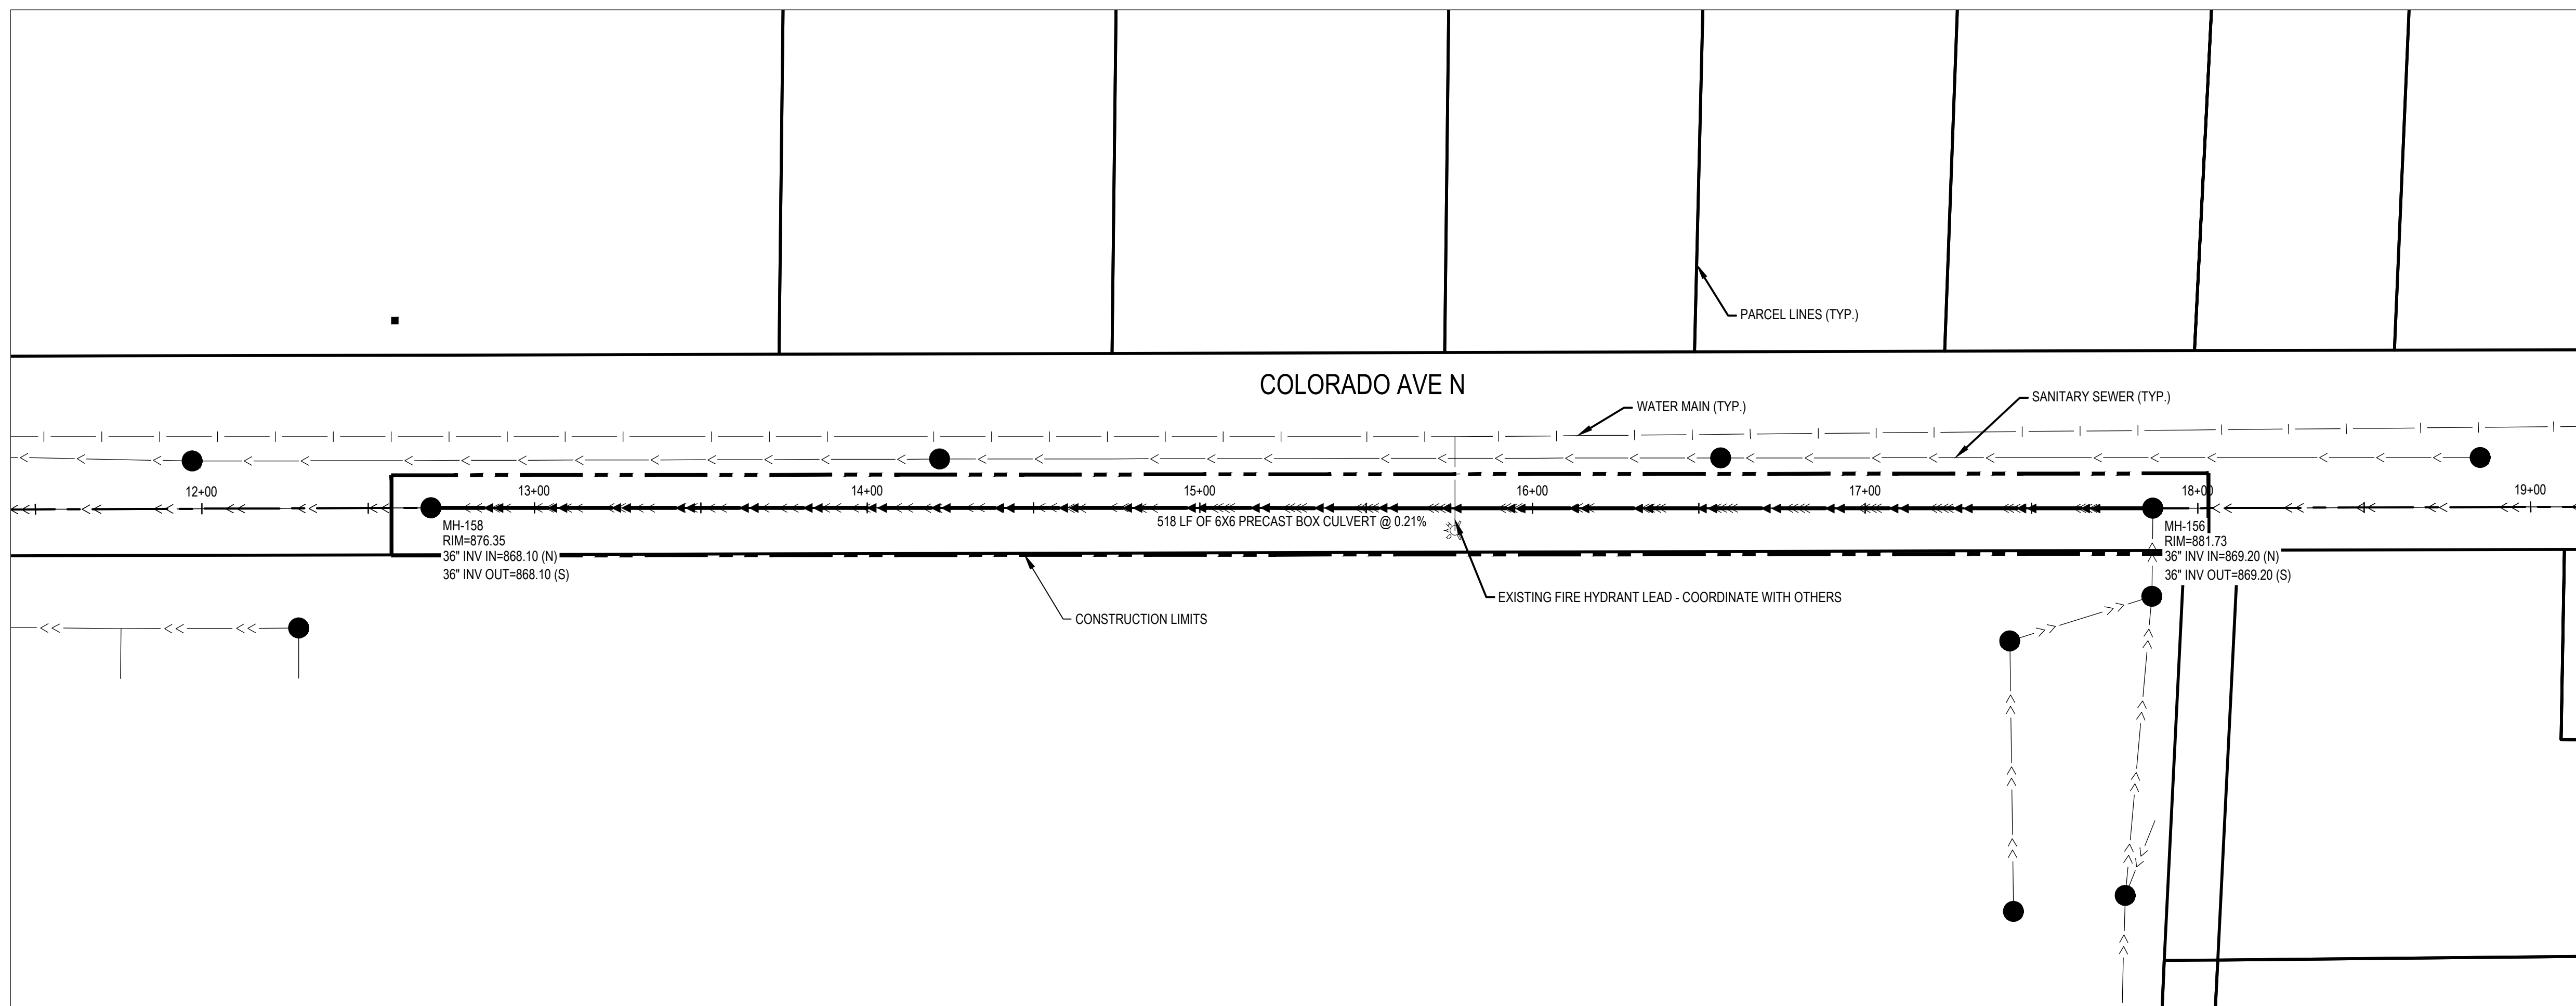 PARCEL LINES (TYP.)
COLORADO AVE N
WATER MAIN (TYP.)
SANITARY SEWER (TYP.)
12+00
13+00
14+00
15+00
16+00
17+00
18+00
19+00
518 LF OF 6X6 PRECAST BOX CULVERT @ 0.21%
MH-158
RIM=876.35
36" INV IN=868.10 (N)
36" INV OUT=868.10 (S)
MH-156
RIM=881.73
36" INV IN=869.20 (N)
36" INV OUT=869.20 (S)
EXISTING FIRE HYDRANT LEAD - COORDINATE WITH OTHERS
CONSTRUCTION LIMITS